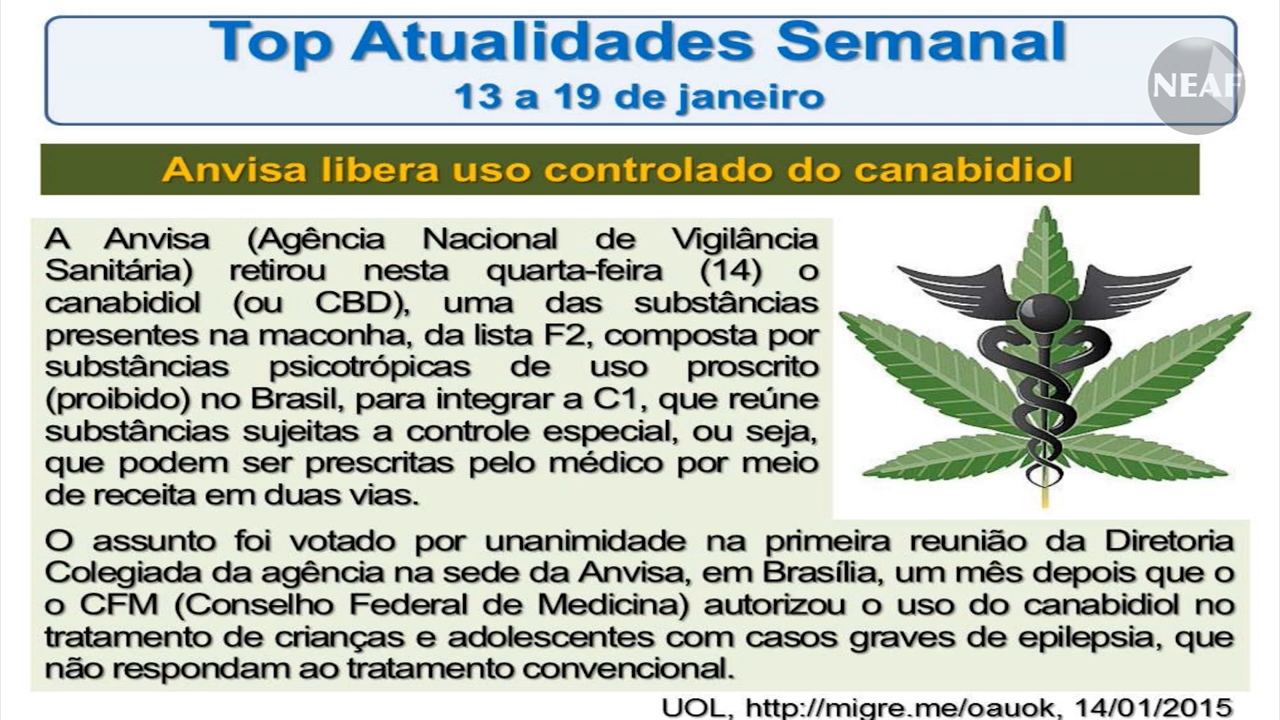 Top Atualidades Semanal
13 a 19 de janeiro
NEAF
Anvisa libera uso controlado do canabidiol
A Anvisa (Agência Nacional de Vigilância
Sanitária) retirou nesta quarta-feira (14) o
canabidiol (ou CBD), uma das substâncias
presentes na maconha, da lista F2, composta por
substâncias psicotrópicas de uso proscrito
(proibido) no Brasil, para integrar a C1, que reúne
substâncias sujeitas a controle especial, ou seja,
que podem ser prescritas pelo médico por meio
de receita em duas vias.
O assunto foi votado por unanimidade na primeira reunião da Diretoria
Colegiada da agência na sede da Anvisa, em Brasília, um mês depois que o
o CFM (Conselho Federal de Medicina) autorizou o uso do canabidiol no
tratamento de crianças e adolescentes com casos graves de epilepsia, que
não respondam ao tratamento convencional.
UOL, http://migre.me/oauok, 14/01/2015